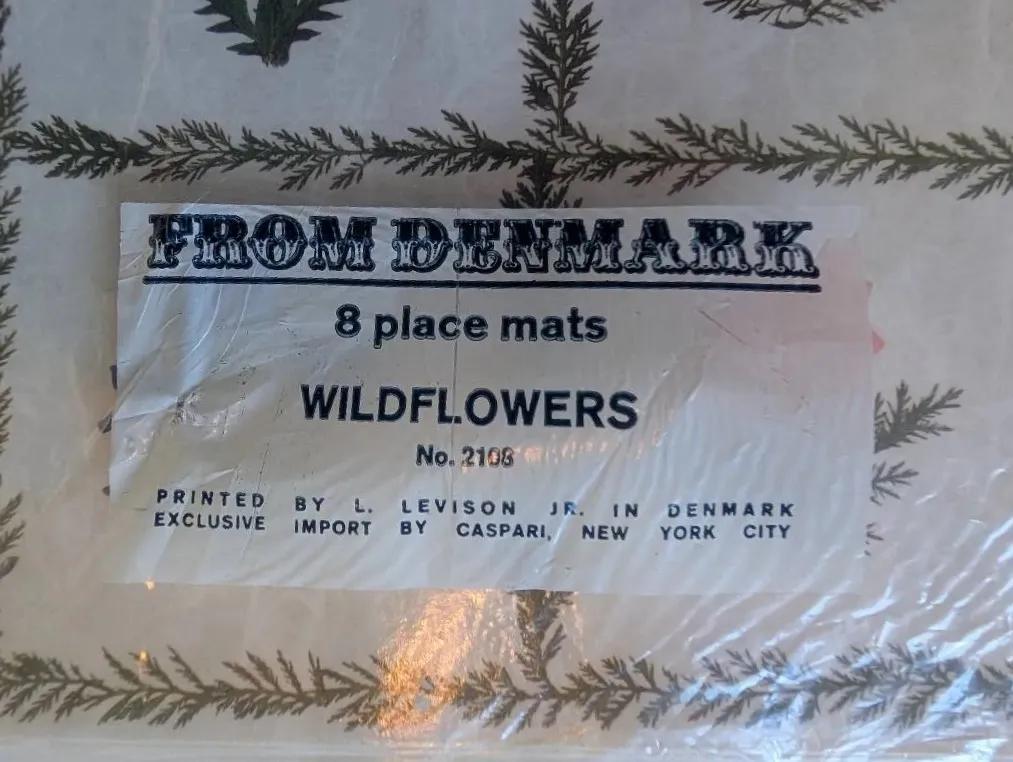 FROM DENMARK
8 place mats
WILDFLOWERS
No. 2108
PRINTED BY L. LEVISON JR. IN DENMARK
EXCLUSIVE IMPORT BY CASPARI, NEW YORK CITY